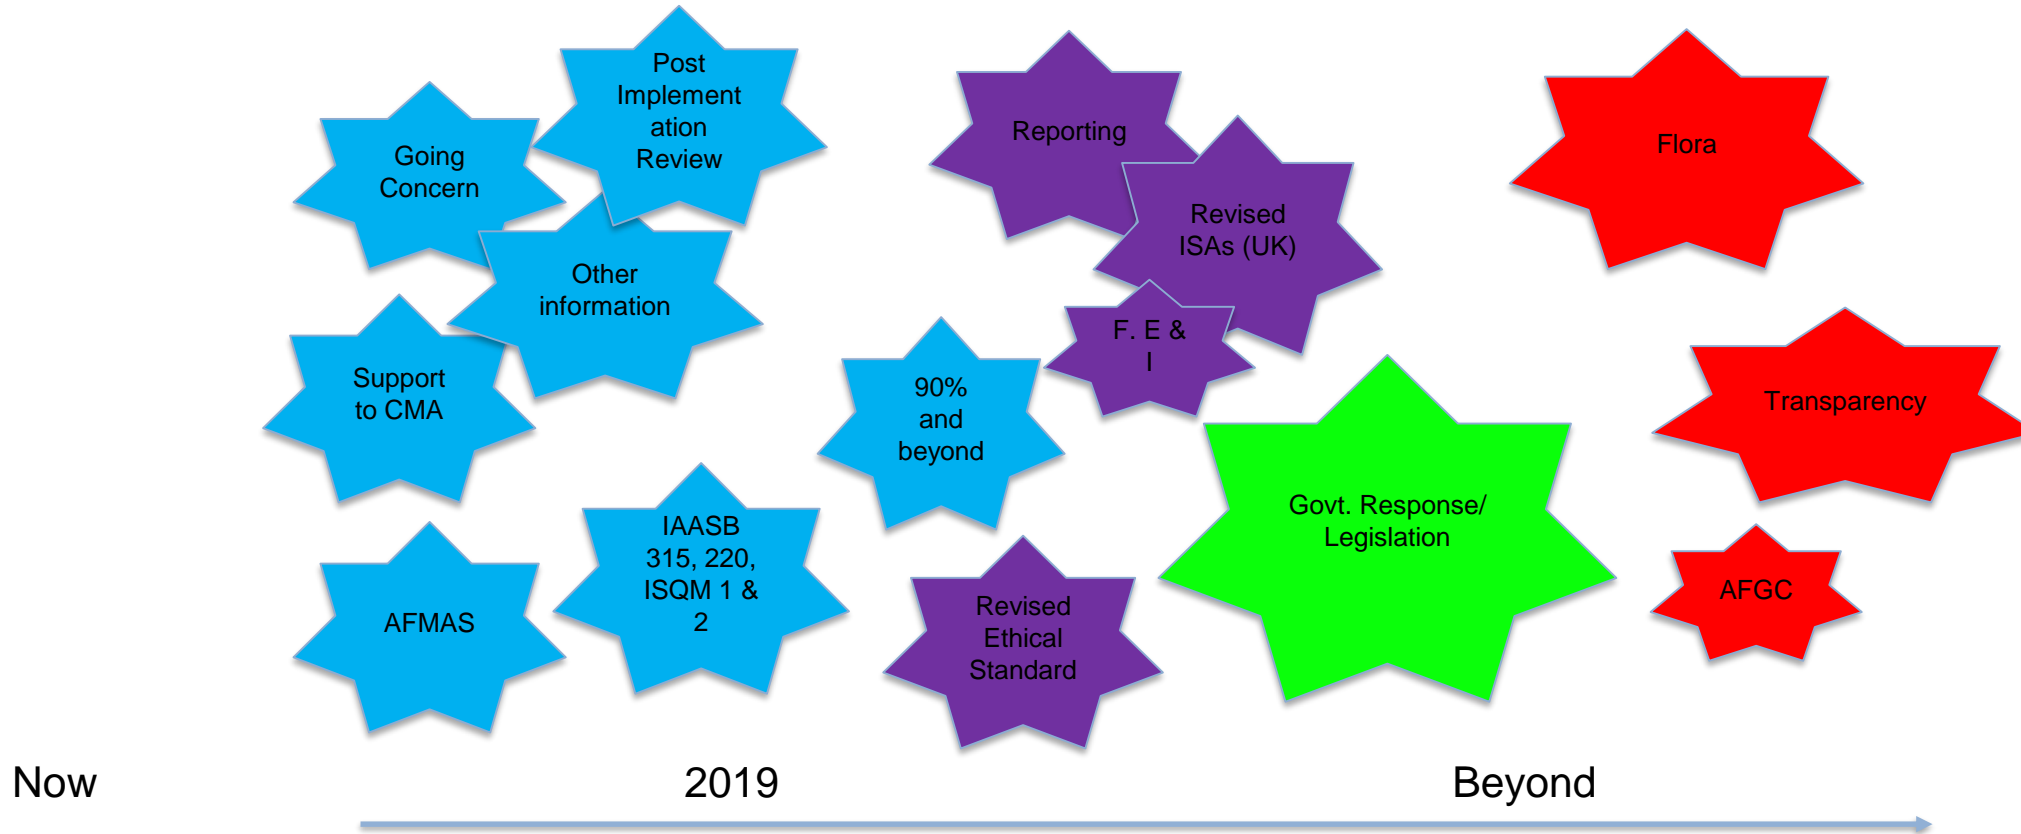 Post
Implement
ation
Review
Going
Concern
Other
information
Support
to CMA
AFMAS
IAASB
315, 220,
ISQM 1 &
2
90%
and
beyond
Reporting
Revised
ISAs (UK)
F. E &
I
Revised
Ethical
Standard
Govt. Response/
Legislation
Flora
Transparency
AFGC
Now
2019
Beyond